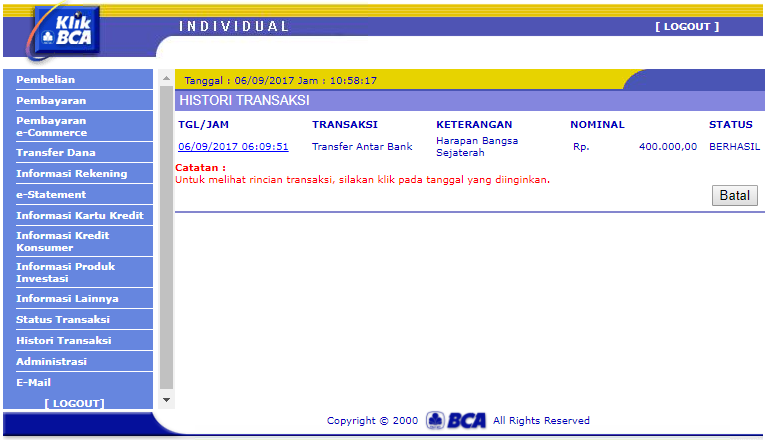 Klik
BCA
INDIVIDUAL
[ LOGOUT ]
Pembelian
Pembayaran
Pembayaran
e-Commerce
Transfer Dana
Informasi Rekening
e-Statement
Informasi Kartu Kredit
Informasi Kredit
Konsumer
Informasi Produk
Investasi
Informasi Lainnya
Status Transaksi
Histori Transaksi
Administrasi
E-Mail
[ LOGOUT]
Tanggal : 06/09/2017 Jam : 10:58:17
HISTORI TRANSAKSI
TGL/JAM TRANSAKSI KETERANGAN NOMINAL STATUS
06/09/2017 06:09:51 Transfer Antar Bank Harapan Bangsa Rp. 400.000,00 BERHASIL
Sejaterah
Catatan :
Untuk melihat rincian transaksi, silakan klik pada tanggal yang diinginkan.
Batal
Copyright © 2000 BCA All Rights Reserved